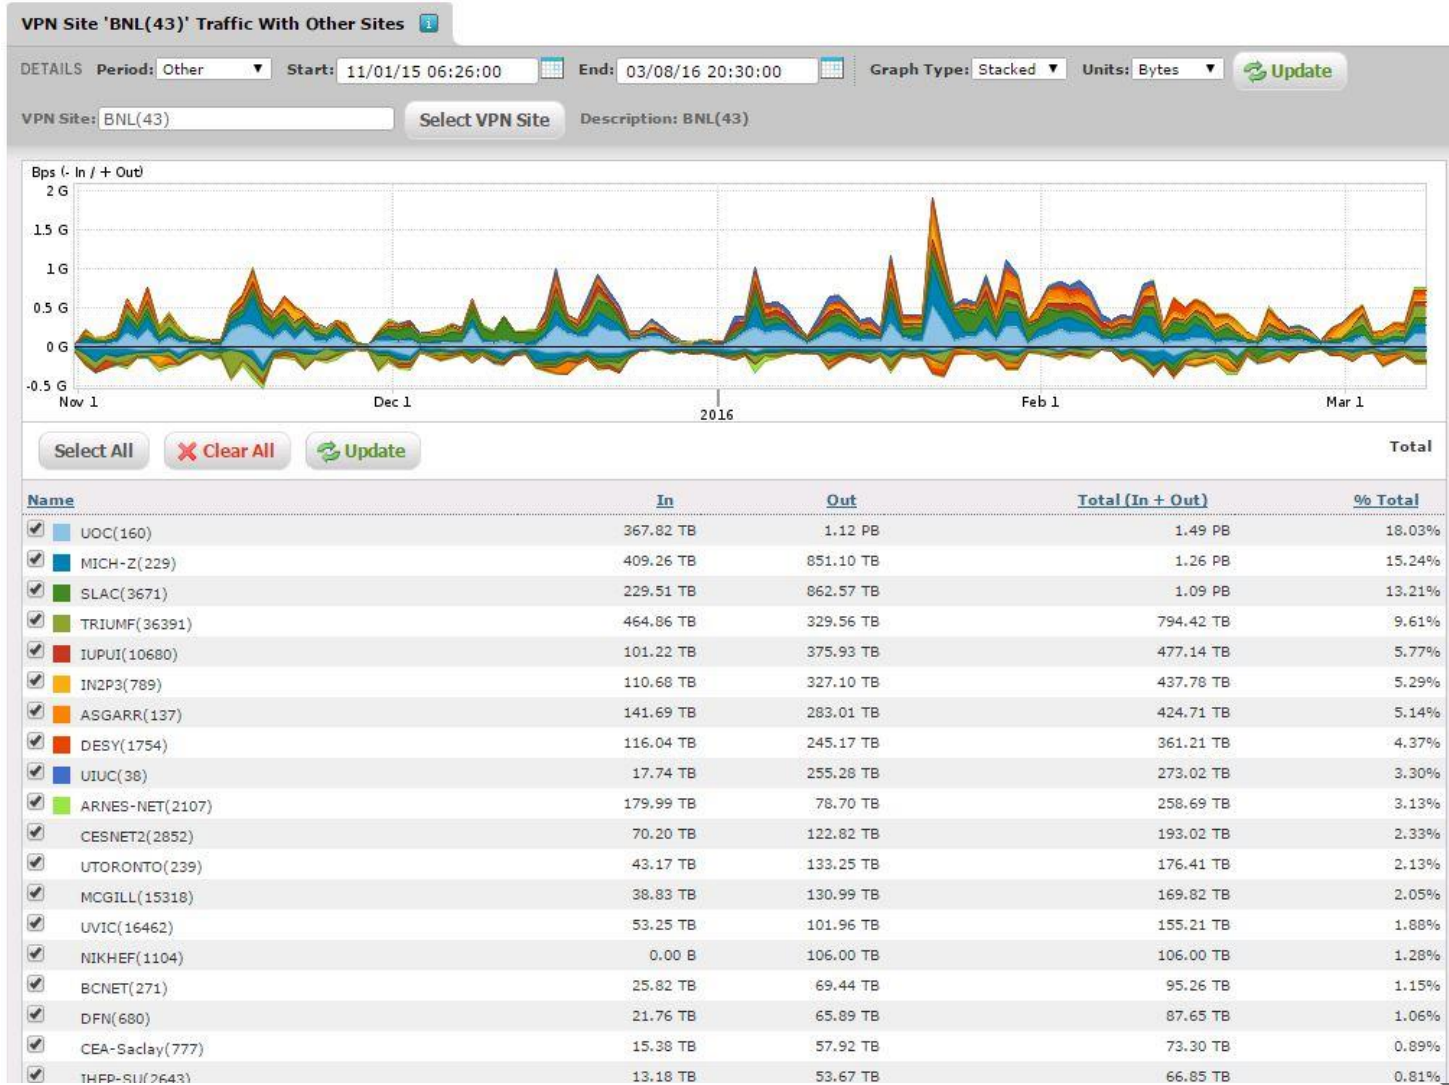 VPN Site 'BNL(43)' Traffic With Other Sites i
DETAILS Period: Other Start: 11/01/15 06:26:00 End: 03/08/16 20:30:00 Graph Type: Stacked Units: Bytes Update
VPN Site: BNL(43) Select VPN Site Description: BNL(43)
Bps (- In / + Out)
2 G
1.5 G
1 G
0.5 G
0 G
-0.5 G
Nov 1 Dec 1 2016 Feb 1 Mar 1
Select All Clear All Update Total
Name In Out Total (In + Out) % Total
UOC(160) 367.82 TB 1.12 PB 1.49 PB 18.03%
MICH-Z(229) 409.26 TB 851.10 TB 1.26 PB 15.24%
SLAC(3671) 229.51 TB 862.57 TB 1.09 PB 13.21%
TRIUMF(36391) 464.86 TB 329.56 TB 794.42 TB 9.61%
IUPUI(10680) 101.22 TB 375.93 TB 477.14 TB 5.77%
IN2P3(789) 110.68 TB 327.10 TB 437.78 TB 5.29%
ASGARR(137) 141.69 TB 283.01 TB 424.71 TB 5.14%
DESY(1754) 116.04 TB 245.17 TB 361.21 TB 4.37%
UIUC(38) 17.74 TB 255.28 TB 273.02 TB 3.30%
ARNES-NET(2107) 179.99 TB 78.70 TB 258.69 TB 3.13%
CESNET2(2852) 70.20 TB 122.82 TB 193.02 TB 2.33%
UTORONTO(239) 43.17 TB 133.25 TB 176.41 TB 2.13%
MCGILL(15318) 38.83 TB 130.99 TB 169.82 TB 2.05%
UVIC(16462) 53.25 TB 101.96 TB 155.21 TB 1.88%
NIKHEF(1104) 0.00 B 106.00 TB 106.00 TB 1.28%
BCNET(271) 25.82 TB 69.44 TB 95.26 TB 1.15%
DFN(680) 21.76 TB 65.89 TB 87.65 TB 1.06%
CEA-Saclay(777) 15.38 TB 57.92 TB 73.30 TB 0.89%
IHEP-SU(2643) 13.18 TB 53.67 TB 66.85 TB 0.81%